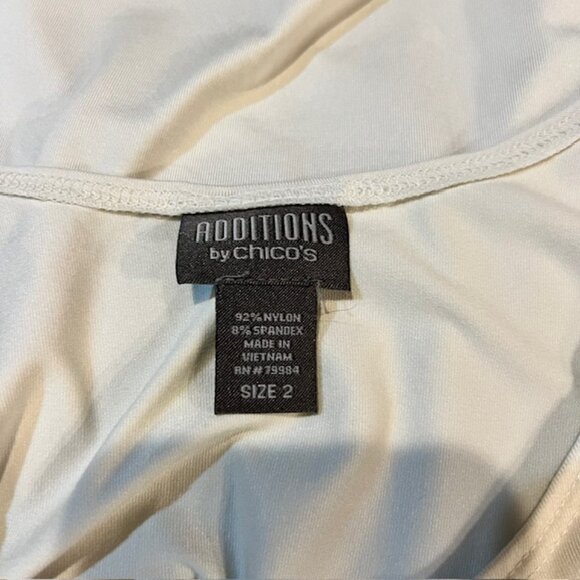 ADDITIONS
by chico's
92% NYLON
8% SPANDEX
MADE IN
VIETNAM
RN # 79984
SIZE 2